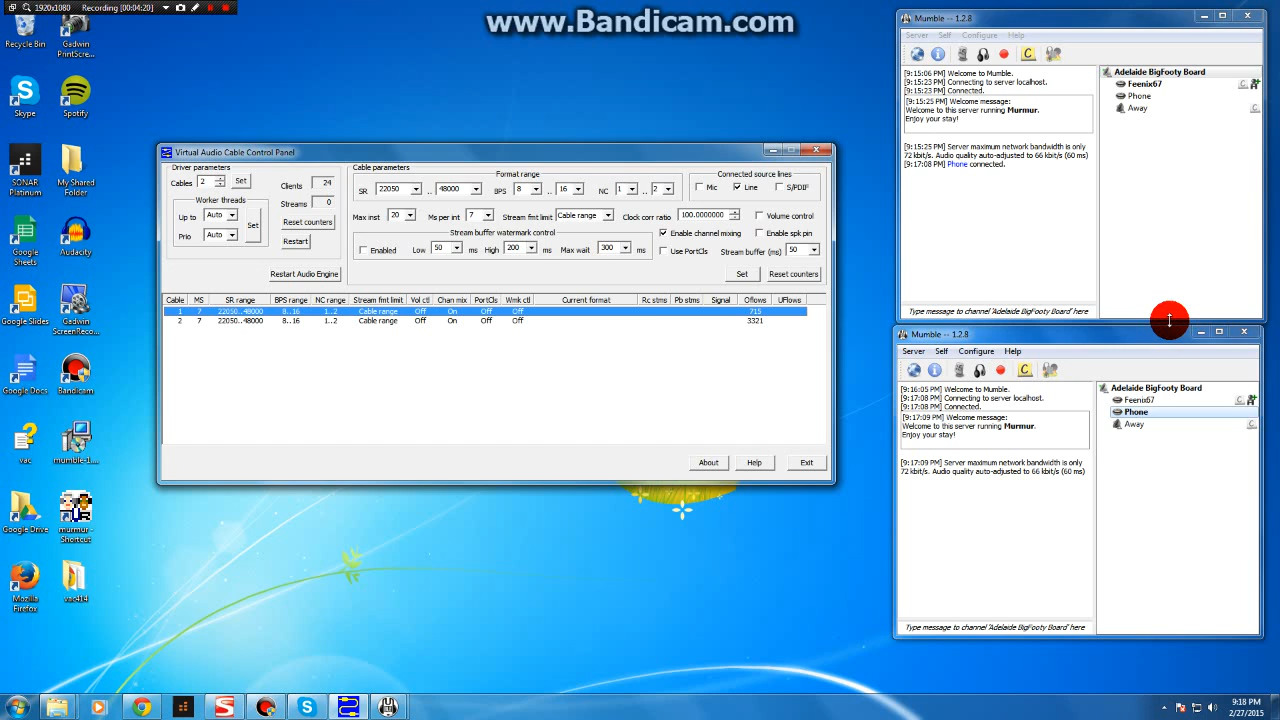 1920x1080 Recording [00:04:20]
www.Bandicam.com
Recycle Bin
Gadwin PrintScre...
Skype
Spotify
SONAR Platinum
My Shared Folder
Google Sheets
Audacity
Google Slides
Gadwin ScreenReco...
Google Docs
Bandicam
vac
mumble-1....
Google Drive
murmur - Shortcut
Mozilla Firefox
vac414
Virtual Audio Cable Control Panel
Driver parameters
Cables 2 Set
Clients 24
Streams 0
Worker threads
Up to Auto
Prio Auto
Set
Reset counters
Restart
Restart Audio Engine
Cable parameters
Format range
SR 22050 .. 48000 BPS 8 .. 16 NC 1 .. 2
Connected source lines
Mic Line S/PDIF
Max inst 20 Ms per int 7 Stream fmt limit Cable range Clock corr ratio 100.0000000 Volume control
Stream buffer watermark control
Enable channel mixing Enable spk pin
Enabled Low 50 ms High 200 ms Max wait 300 ms
Use PortCls Stream buffer (ms) 50
Set Reset counters
Cable MS SR range BPS range NC range Stream fmt limit Vol ctl Chan mix PortCls Wmk ctl Current format Rc stms Pb stms Signal Oflows UFlows
1 7 22050..48000 8..16 1..2 Cable range Off On Off Off 715
2 7 22050..48000 8..16 1..2 Cable range Off On Off Off 3321
About Help Exit
Mumble -- 1.2.8
Server Self Configure Help
[9:15:06 PM] Welcome to Mumble.
[9:15:23 PM] Connecting to server localhost.
[9:15:23 PM] Connected.
[9:15:25 PM] Welcome message:
Welcome to this server running Murmur.
Enjoy your stay!
[9:15:25 PM] Server maximum network bandwidth is only
72 kbit/s. Audio quality auto-adjusted to 66 kbit/s (60 ms)
[9:17:08 PM] Phone connected.
Type message to channel 'Adelaide BigFooty Board' here
Adelaide BigFooty Board
Feenix67
Phone
Away
Mumble -- 1.2.8
Server Self Configure Help
[9:16:05 PM] Welcome to Mumble.
[9:17:08 PM] Connecting to server localhost.
[9:17:08 PM] Connected.
[9:17:09 PM] Welcome message:
Welcome to this server running Murmur.
Enjoy your stay!
[9:17:09 PM] Server maximum network bandwidth is only
72 kbit/s. Audio quality auto-adjusted to 66 kbit/s (60 ms)
Type message to channel 'Adelaide BigFooty Board' here
Adelaide BigFooty Board
Feenix67
Phone
Away
9:18 PM
2/27/2015